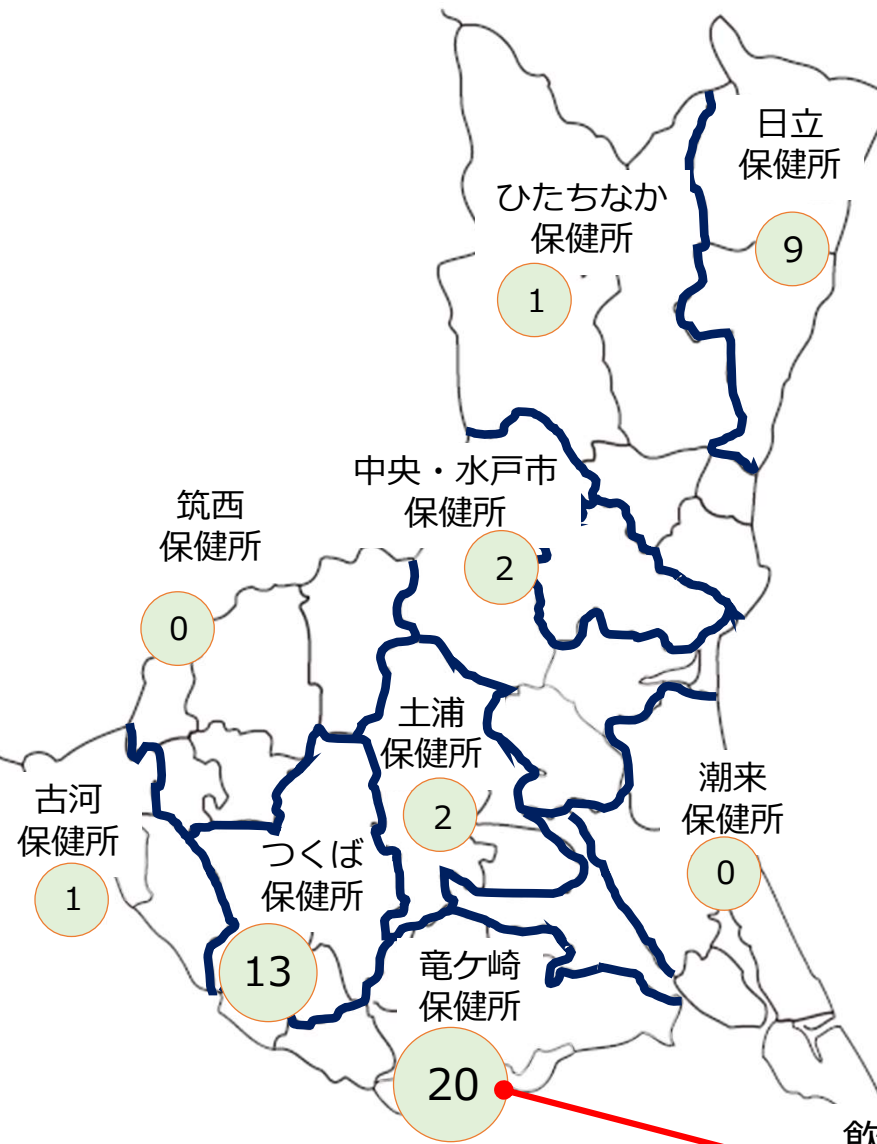 日立
保健所
9
ひたちなか
保健所
1
中央・水戸市
保健所
2
筑西
保健所
0
土浦
保健所
2
潮来
保健所
0
古河
保健所
1
つくば
保健所
13
竜ケ崎
保健所
20
飲